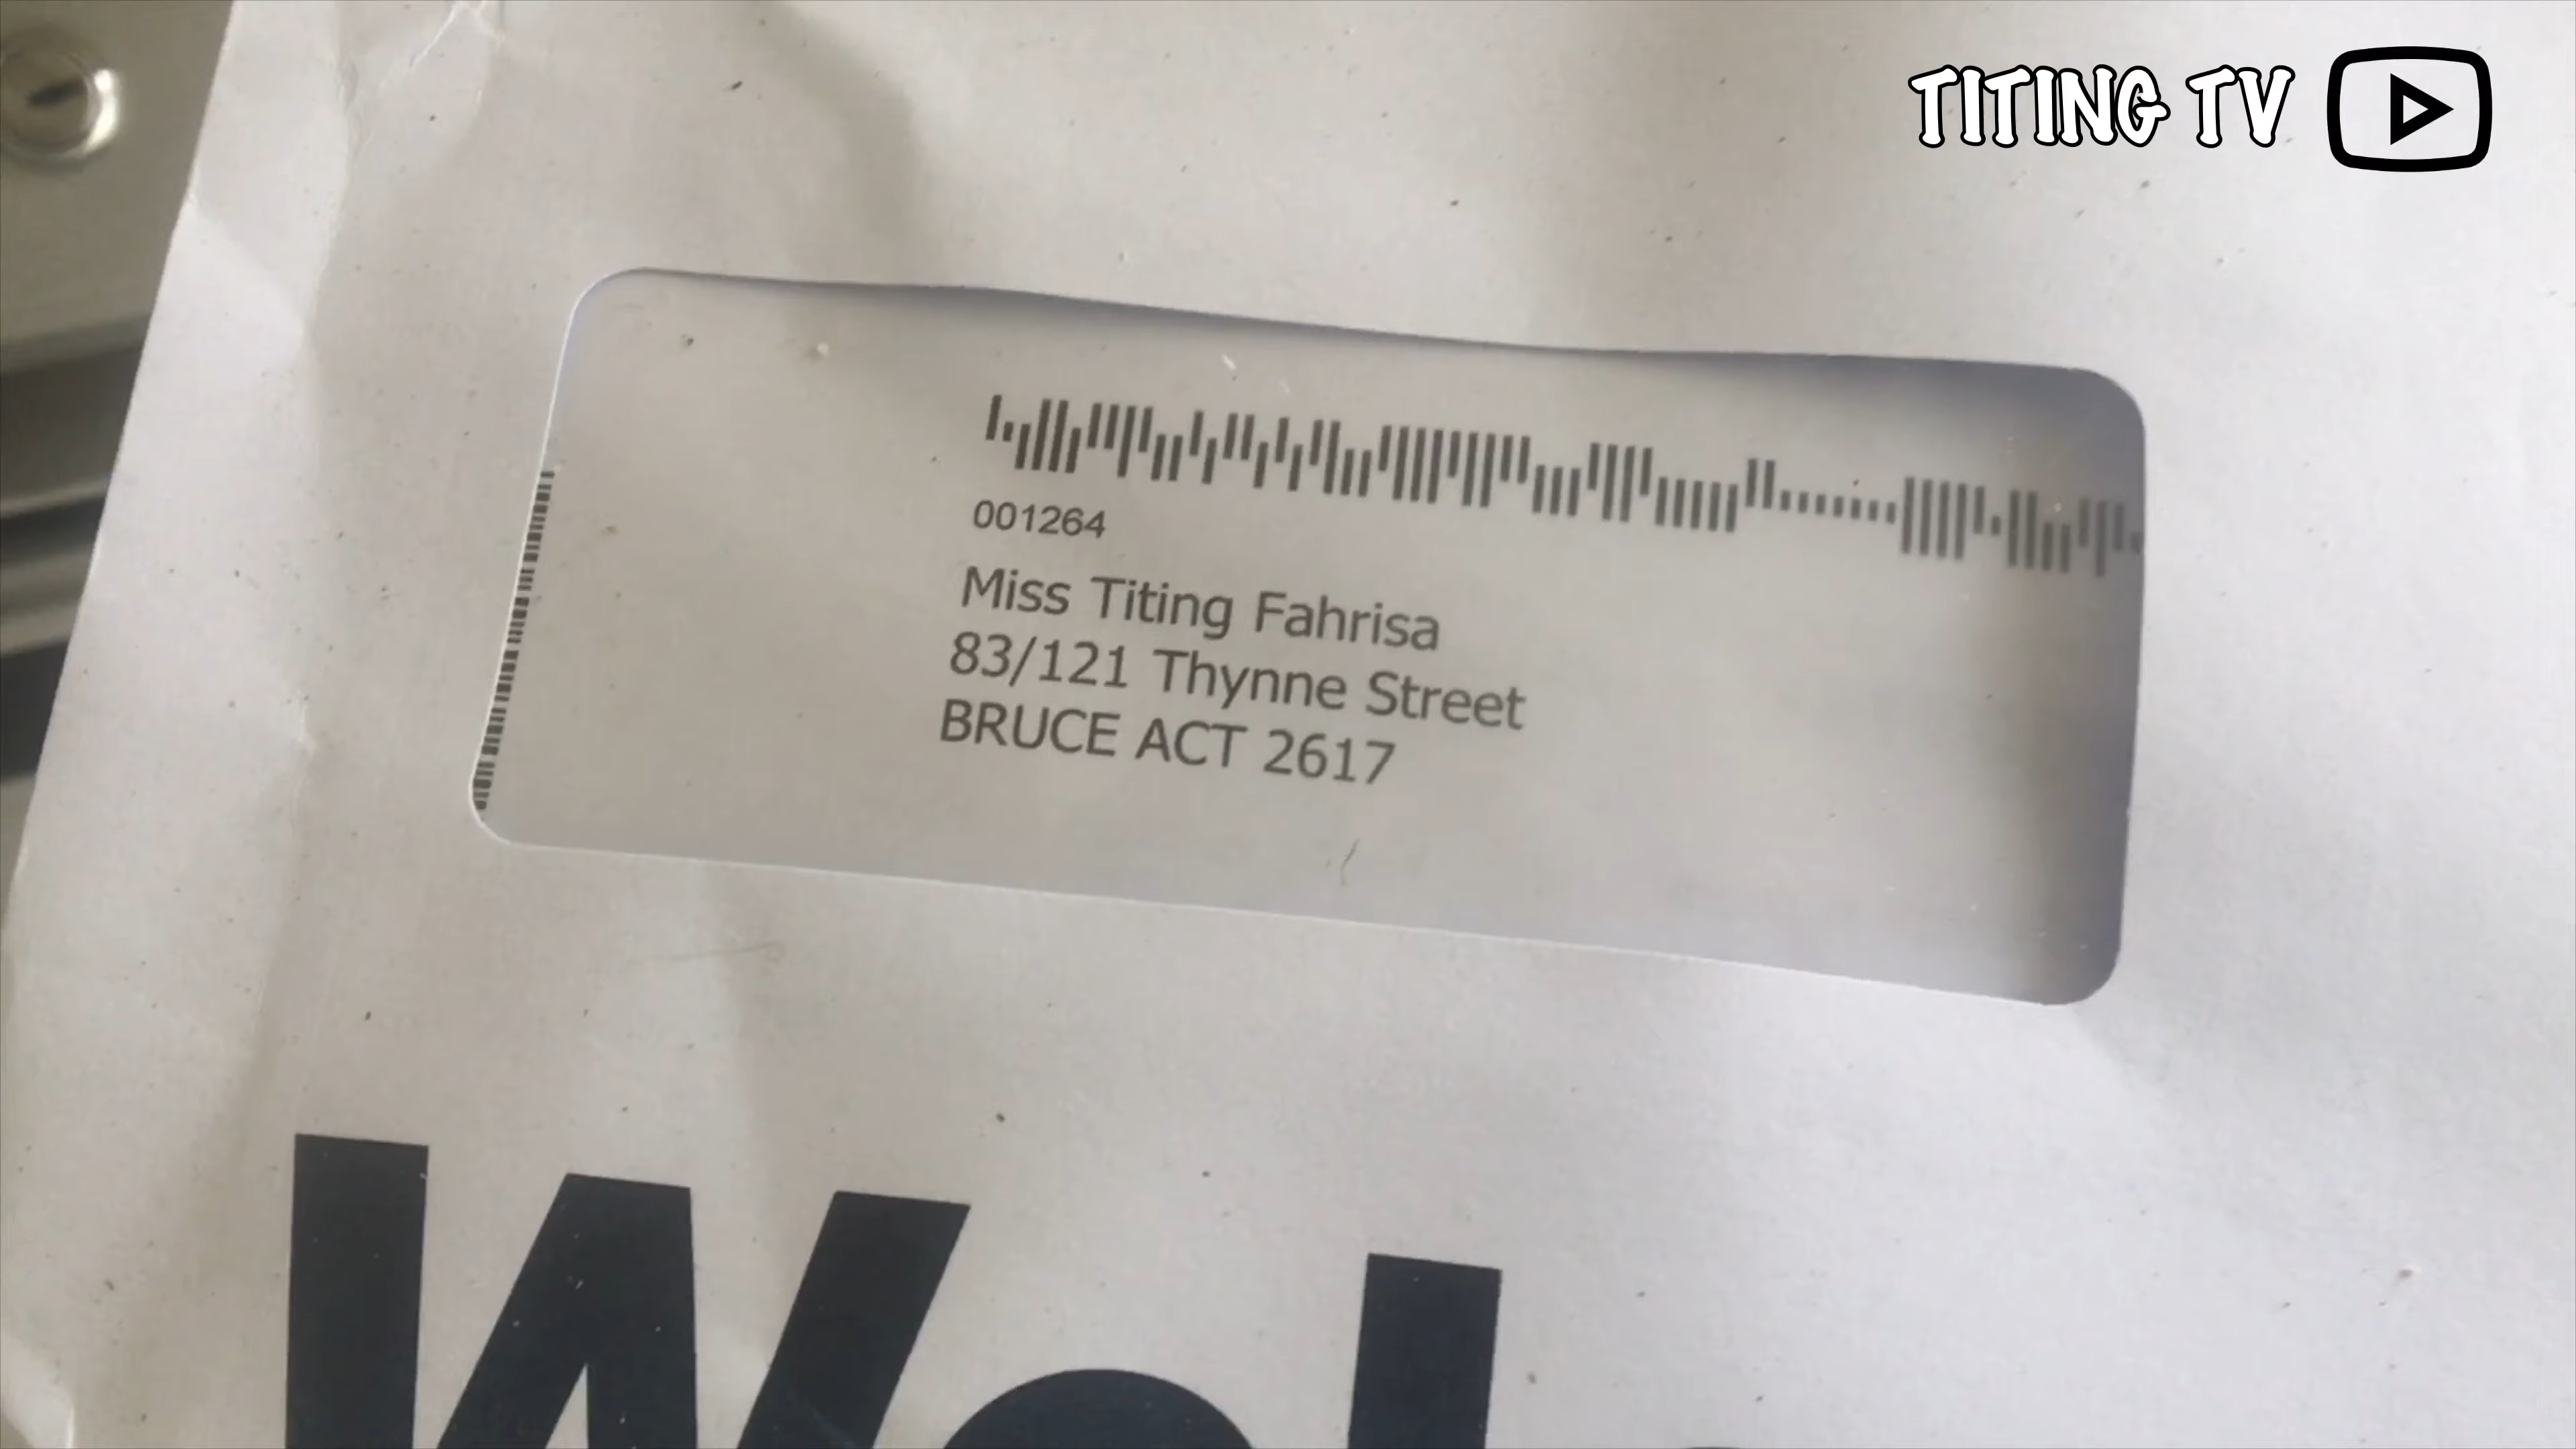 TITING TV
001264
Miss Titing Fahrisa
83/121 Thynne Street
BRUCE ACT 2617